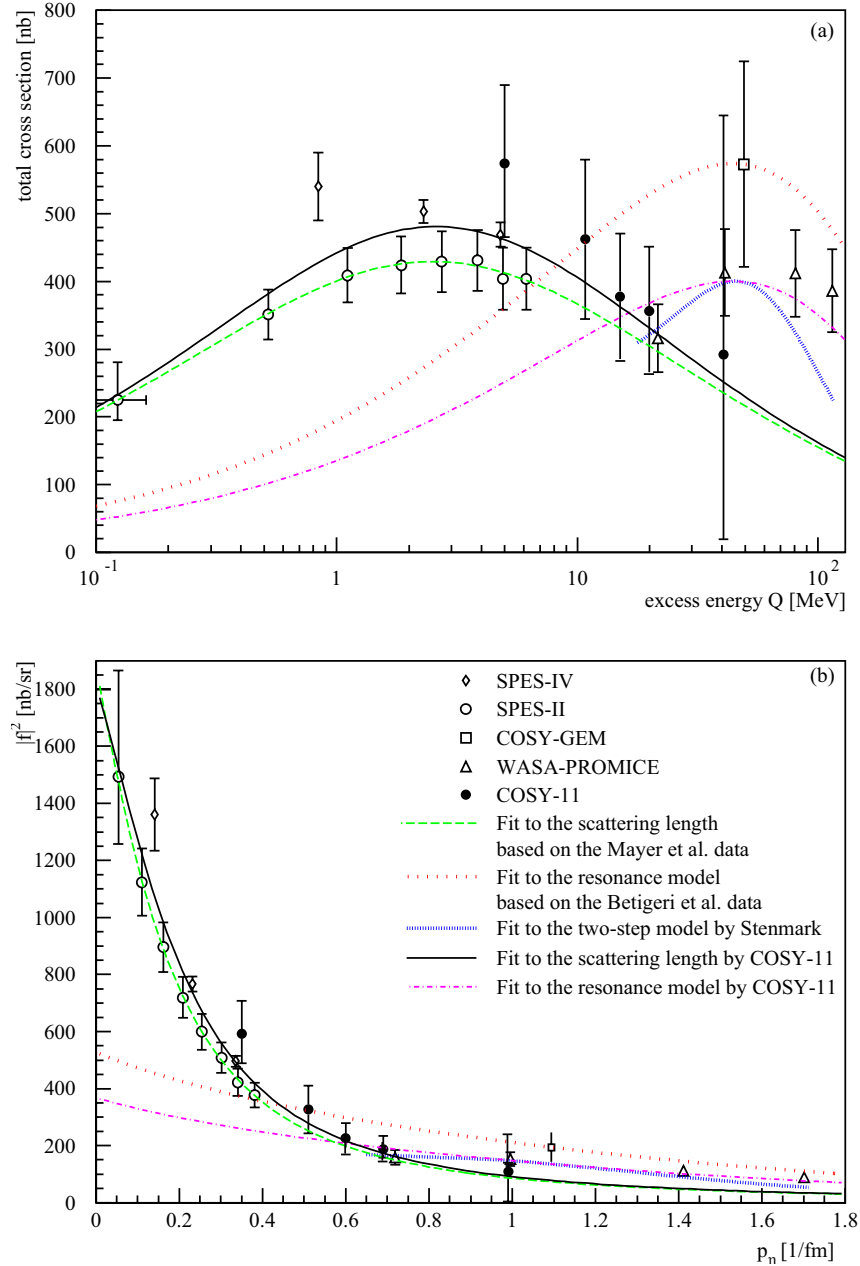 total cross section [nb]
(a)
800
700
600
500
400
300
200
100
0
10⁻¹
1
10
10²
excess energy Q [MeV]
|f|² [nb/sr]
(b)
1800
1600
1400
1200
1000
800
600
400
200
0
SPES-IV
SPES-II
COSY-GEM
WASA-PROMICE
COSY-11
Fit to the scattering length
based on the Mayer et al. data
Fit to the resonance model
based on the Betigeri et al. data
Fit to the two-step model by Stenmark
Fit to the scattering length by COSY-11
Fit to the resonance model by COSY-11
0
0.2
0.4
0.6
0.8
1
1.2
1.4
1.6
1.8
pη [1/fm]